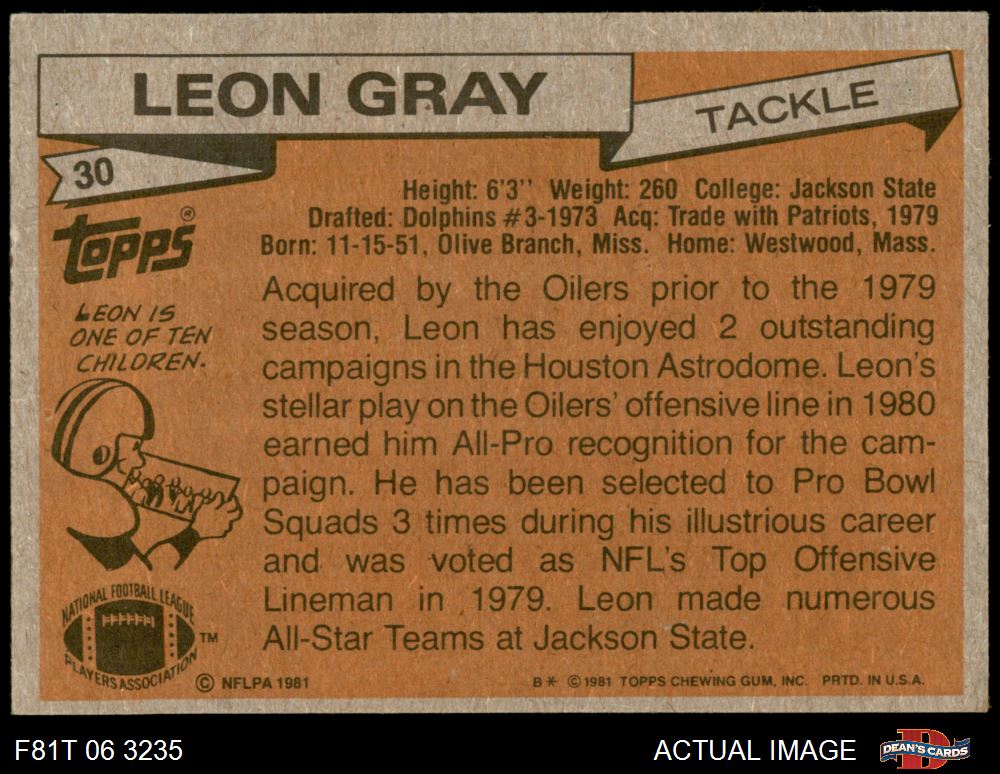 LEON GRAY
TACKLE
30
topps®
Height: 6'3'' Weight: 260 College: Jackson State
Drafted: Dolphins #3-1973 Acq: Trade with Patriots, 1979
Born: 11-15-51, Olive Branch, Miss. Home: Westwood, Mass.
LEON IS
ONE OF TEN
CHILDREN.
Acquired by the Oilers prior to the 1979
season, Leon has enjoyed 2 outstanding
campaigns in the Houston Astrodome. Leon's
stellar play on the Oilers' offensive line in 1980
earned him All-Pro recognition for the cam-
paign. He has been selected to Pro Bowl
Squads 3 times during his illustrious career
and was voted as NFL's Top Offensive
Lineman in 1979. Leon made numerous
All-Star Teams at Jackson State.
NATIONAL FOOTBALL LEAGUE
PLAYERS ASSOCIATION
TM
© NFLPA 1981
B* © 1981 TOPPS CHEWING GUM, INC. PRTD. IN U.S.A.
F81T 06 3235
ACTUAL IMAGE
D
DEAN'S CARDS